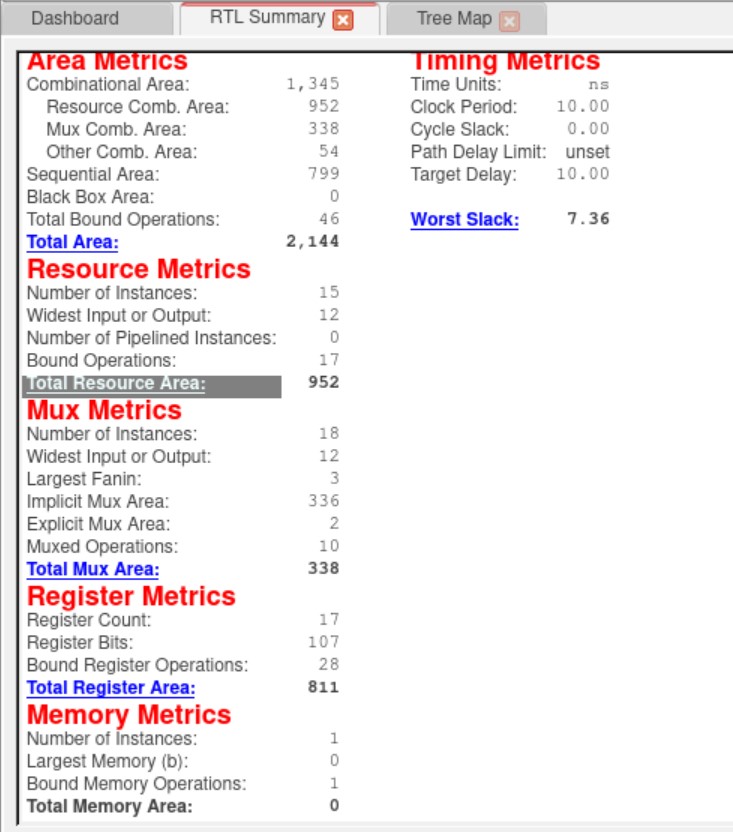 Dashboard
RTL Summary
Tree Map
Area Metrics
Combinational Area: 1,345
Resource Comb. Area: 952
Mux Comb. Area: 338
Other Comb. Area: 54
Sequential Area: 799
Black Box Area: 0
Total Bound Operations: 46
Total Area: 2,144
Resource Metrics
Number of Instances: 15
Widest Input or Output: 12
Number of Pipelined Instances: 0
Bound Operations: 17
Total Resource Area: 952
Mux Metrics
Number of Instances: 18
Widest Input or Output: 12
Largest Fanin: 3
Implicit Mux Area: 336
Explicit Mux Area: 2
Muxed Operations: 10
Total Mux Area: 338
Register Metrics
Register Count: 17
Register Bits: 107
Bound Register Operations: 28
Total Register Area: 811
Memory Metrics
Number of Instances: 1
Largest Memory (b): 0
Bound Memory Operations: 1
Total Memory Area: 0
Timing Metrics
Time Units: ns
Clock Period: 10.00
Cycle Slack: 0.00
Path Delay Limit: unset
Target Delay: 10.00
Worst Slack: 7.36